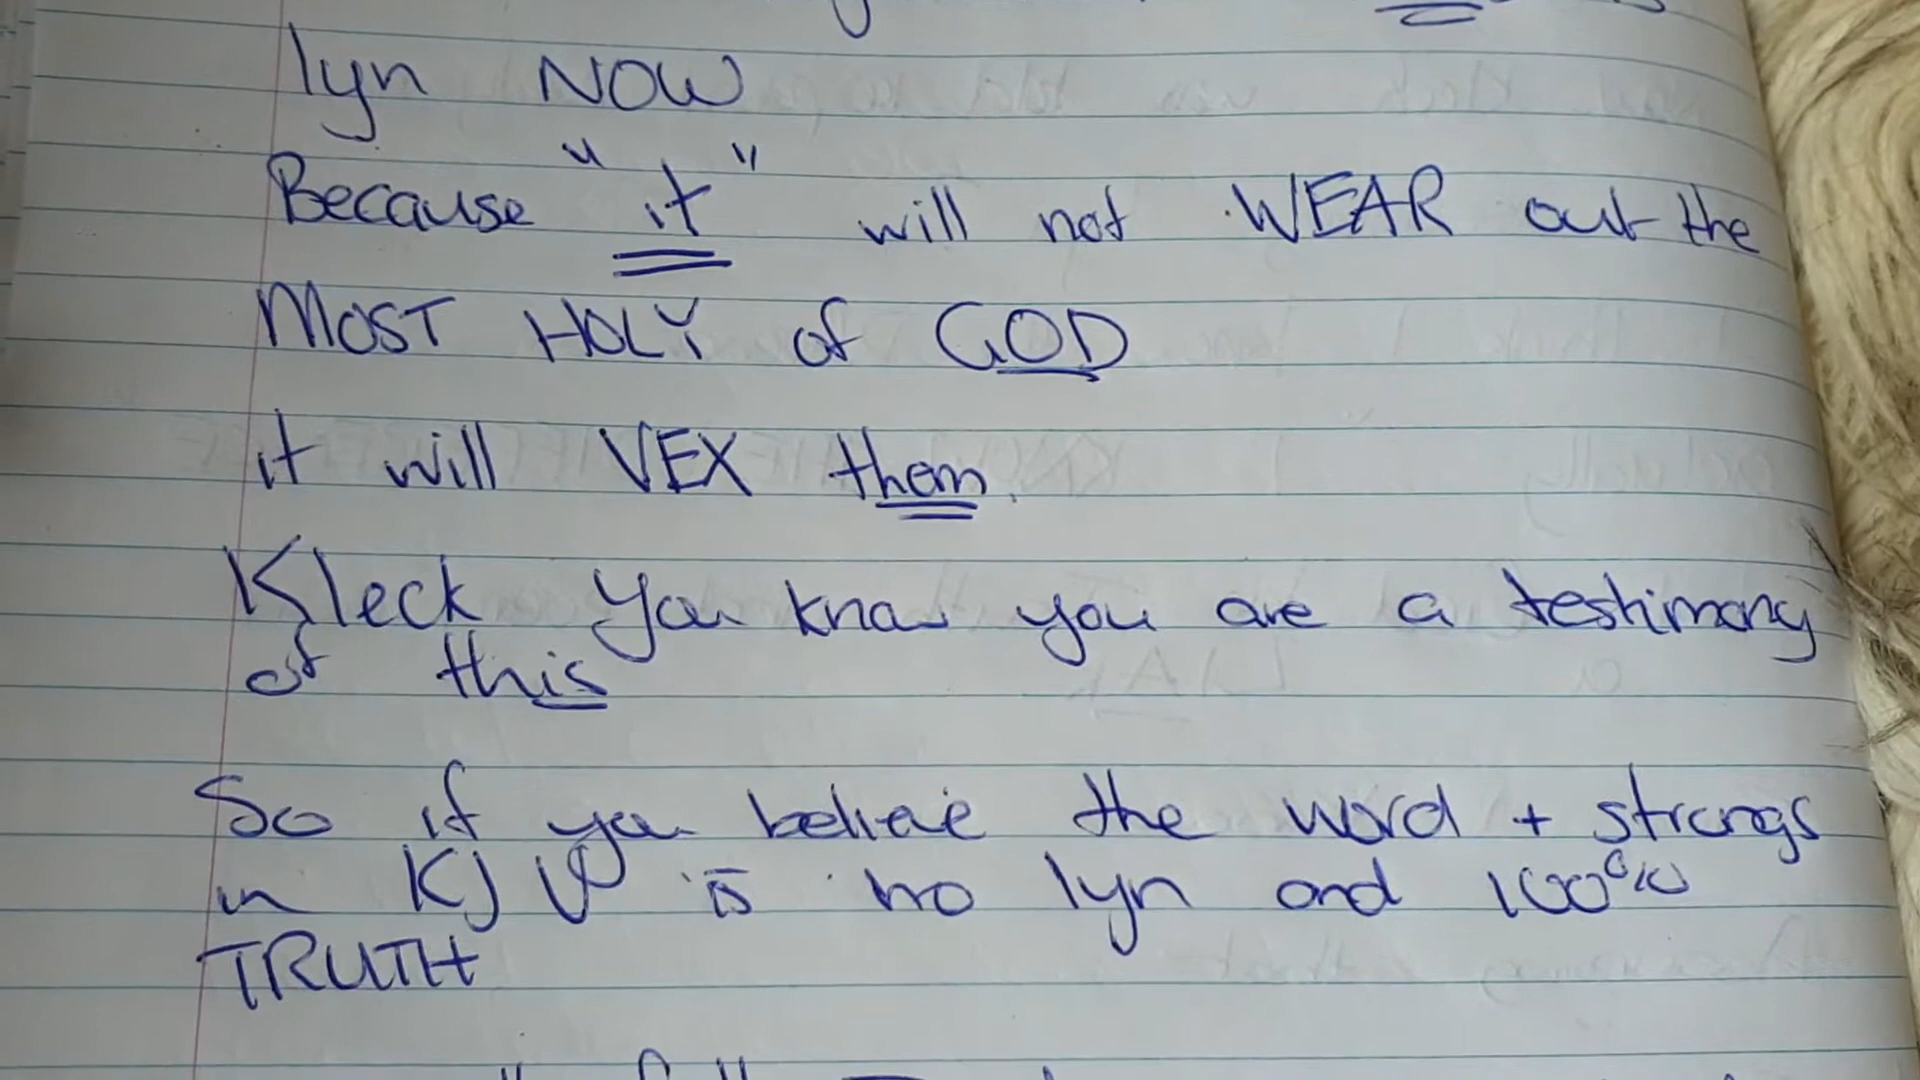 lyn NOW
Because "it" will not WEAR out the
MOST HOLY of GOD
it will VEX them.
Kleck you know you are a testimony
of this
So if you believe the word + strongs
in KJV is no lyn and 100%
TRUTH